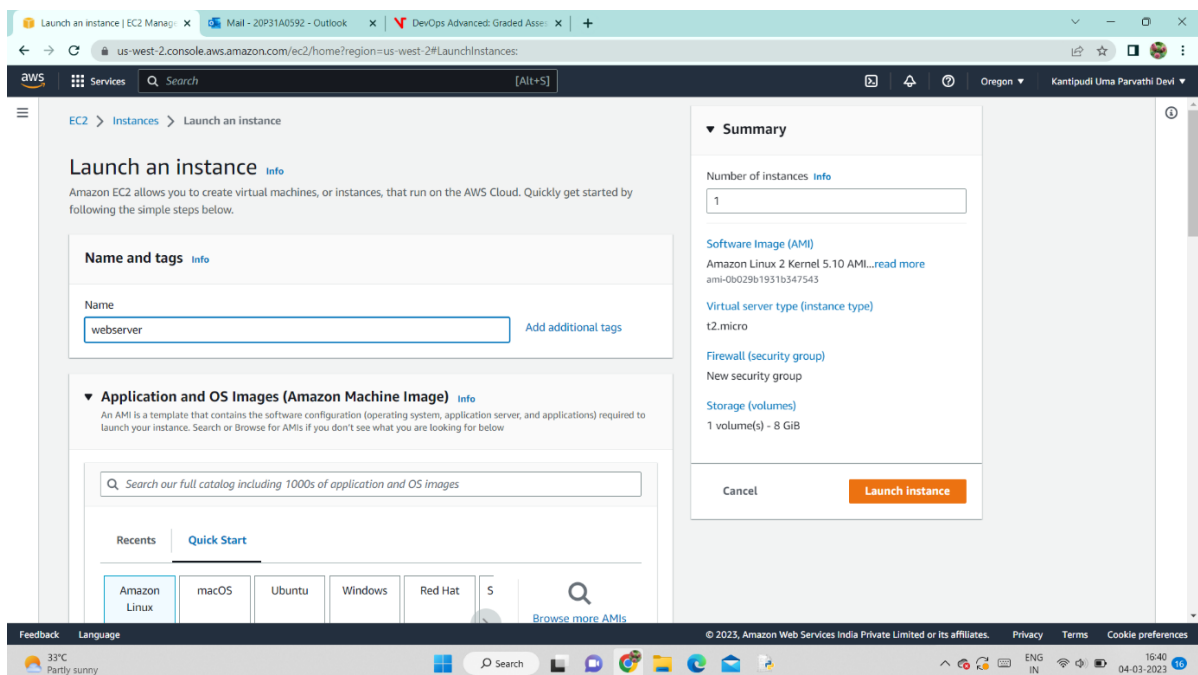 Launch an instance | EC2 Manage
Mail - 20P31A0592 - Outlook
DevOps Advanced: Graded Asses
us-west-2.console.aws.amazon.com/ec2/home?region=us-west-2#LaunchInstances:
aws
Services
Search
[Alt+S]
Oregon
Kantipudi Uma Parvathi Devi
EC2 > Instances > Launch an instance
Launch an instance Info
Amazon EC2 allows you to create virtual machines, or instances, that run on the AWS Cloud. Quickly get started by
following the simple steps below.
Name and tags Info
Name
webserver
Add additional tags
Application and OS Images (Amazon Machine Image) Info
An AMI is a template that contains the software configuration (operating system, application server, and applications) required to
launch your instance. Search or Browse for AMIs if you don't see what you are looking for below
Search our full catalog including 1000s of application and OS images
Recents
Quick Start
Amazon
Linux
macOS
Ubuntu
Windows
Red Hat
S
Browse more AMIs
Summary
Number of instances Info
1
Software Image (AMI)
Amazon Linux 2 Kernel 5.10 AMI...read more
ami-0b029b1931b347543
Virtual server type (instance type)
t2.micro
Firewall (security group)
New security group
Storage (volumes)
1 volume(s) - 8 GiB
Cancel
Launch instance
Feedback
Language
© 2023, Amazon Web Services India Private Limited or its affiliates.
Privacy
Terms
Cookie preferences
33°C
Partly sunny
Search
ENG
IN
16:40
04-03-2023
16